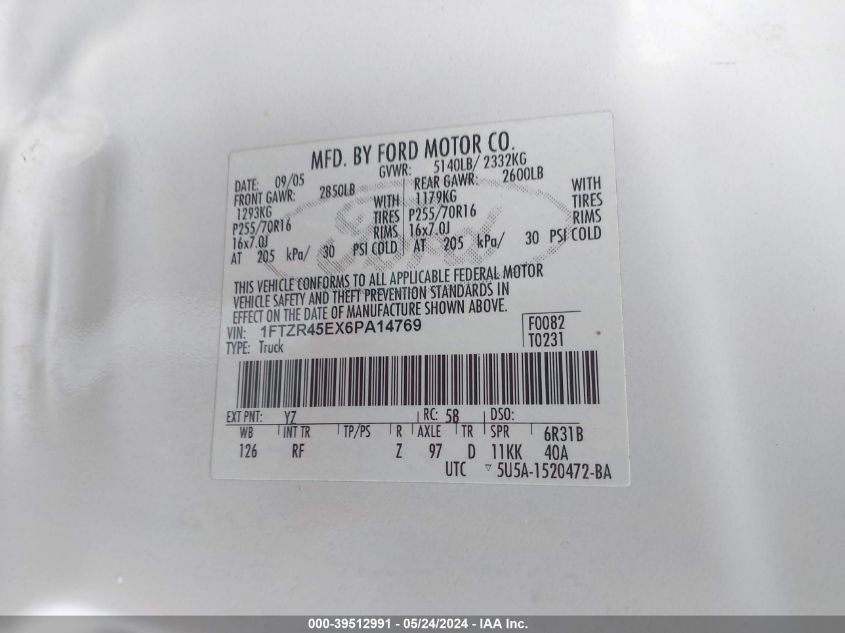 MFD. BY FORD MOTOR CO.
DATE: 09/05 GVWR: 5140LB/ 2332KG
FRONT GAWR: 2850LB REAR GAWR: 2600LB
1293KG WITH 1179KG WITH
P255/70R16 TIRES P255/70R16 TIRES
16x7.0J RIMS 16x7.0J RIMS
AT 205 kPa/ 30 PSI COLD AT 205 kPa/ 30 PSI COLD
Ford
THIS VEHICLE CONFORMS TO ALL APPLICABLE FEDERAL MOTOR
VEHICLE SAFETY AND THEFT PREVENTION STANDARDS IN
EFFECT ON THE DATE OF MANUFACTURE SHOWN ABOVE.
VIN: 1FTZR45EX6PA14769 F0082
TYPE: Truck T0231
EXT PNT: YZ RC: 58 DSO:
WB INT TR TP/PS R AXLE TR SPR 6R31B
126 RF Z 97 D 11KK 40A
UTC ▽ 5U5A-1520472-BA
000-39512991 - 05/24/2024 - IAA Inc.